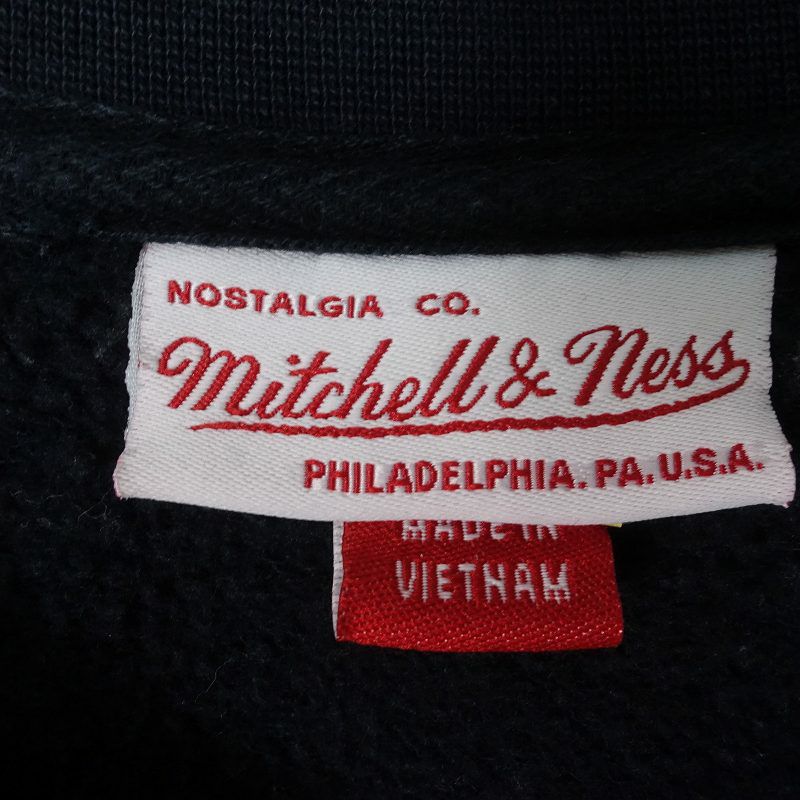 NOSTALGIA CO.
Mitchell & Ness
PHILADELPHIA. PA. U.S.A.
MADE IN
VIETNAM